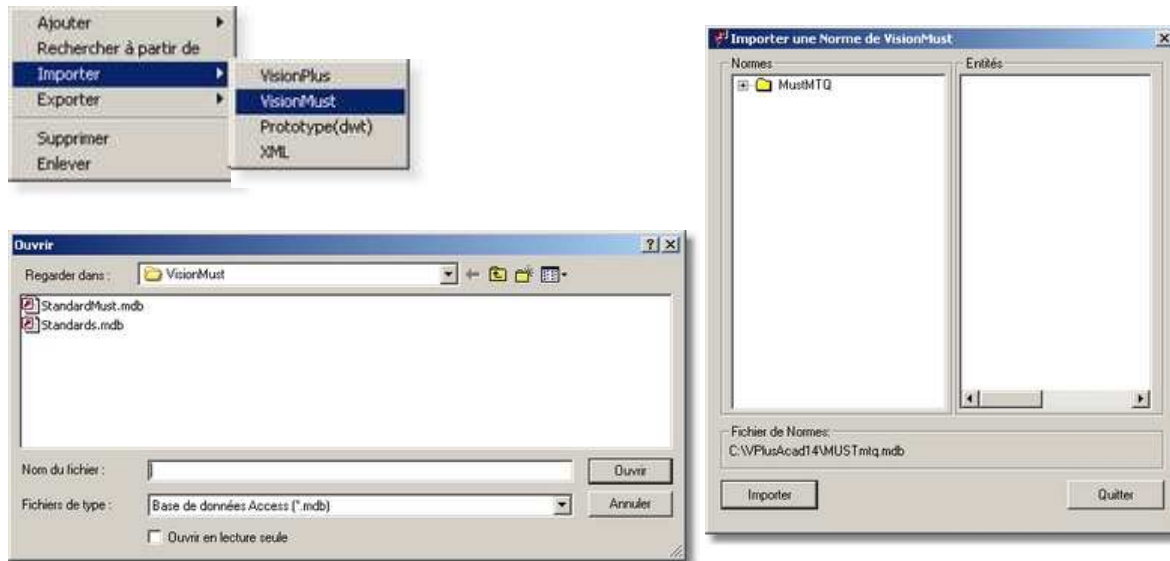 Ajouter
Rechercher à partir de
Importer
Exporter
Supprimer
Enlever
VisionPlus
VisionMust
Prototype(dwt)
XML
Ouvrir
Regarder dans :
VisionMust
StandardMust.mdb
Standards.mdb
Nom du fichier :
Ouvrir
Fichiers de type :
Base de données Access (*.mdb)
Annuler
Ouvrir en lecture seule
Importer une Norme de VisionMust
Normes
Entités
MustMTQ
Fichier de Normes:
C:\VPlusAcad14\MUSTmtq.mdb
Importer
Quitter